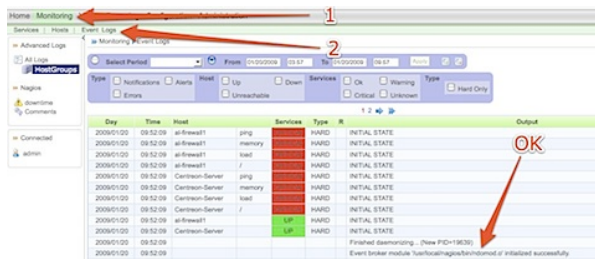 Home Monitoring
1
Services | Hosts | Event Logs
2
Advanced Logs
Monitoring Event Logs
All Logs
HostGroups
Select Period From 01/20/2009 03:57 To 01/20/2009 09:57
Type Notifications Alerts Host Up Down Services Ok Warning Type Hard Only
Errors Unreachable Critical Unknown
Nagios
downtime
Comments
1 2
Connected
admin
Day Time Host Services Type R Output
OK
2009/01/20 09:52:09 al-firewall1 ping HARD INITIAL STATE
2009/01/20 09:52:09 al-firewall1 memory HARD INITIAL STATE
2009/01/20 09:52:09 al-firewall1 load HARD INITIAL STATE
2009/01/20 09:52:09 al-firewall1 / HARD INITIAL STATE
2009/01/20 09:52:09 Centreon-Server ping HARD INITIAL STATE
2009/01/20 09:52:09 Centreon-Server memory HARD INITIAL STATE
2009/01/20 09:52:09 Centreon-Server load HARD INITIAL STATE
2009/01/20 09:52:09 Centreon-Server / HARD INITIAL STATE
2009/01/20 09:52:09 al-firewall1 UP HARD INITIAL STATE
2009/01/20 09:52:09 Centreon-Server UP HARD INITIAL STATE
2009/01/20 09:52:09 Finished daemonizing... (New PID=19638)
2009/01/20 09:52:09 Event broker module '/usr/local/nagios/bin/ndomod.o' initialized successfully.